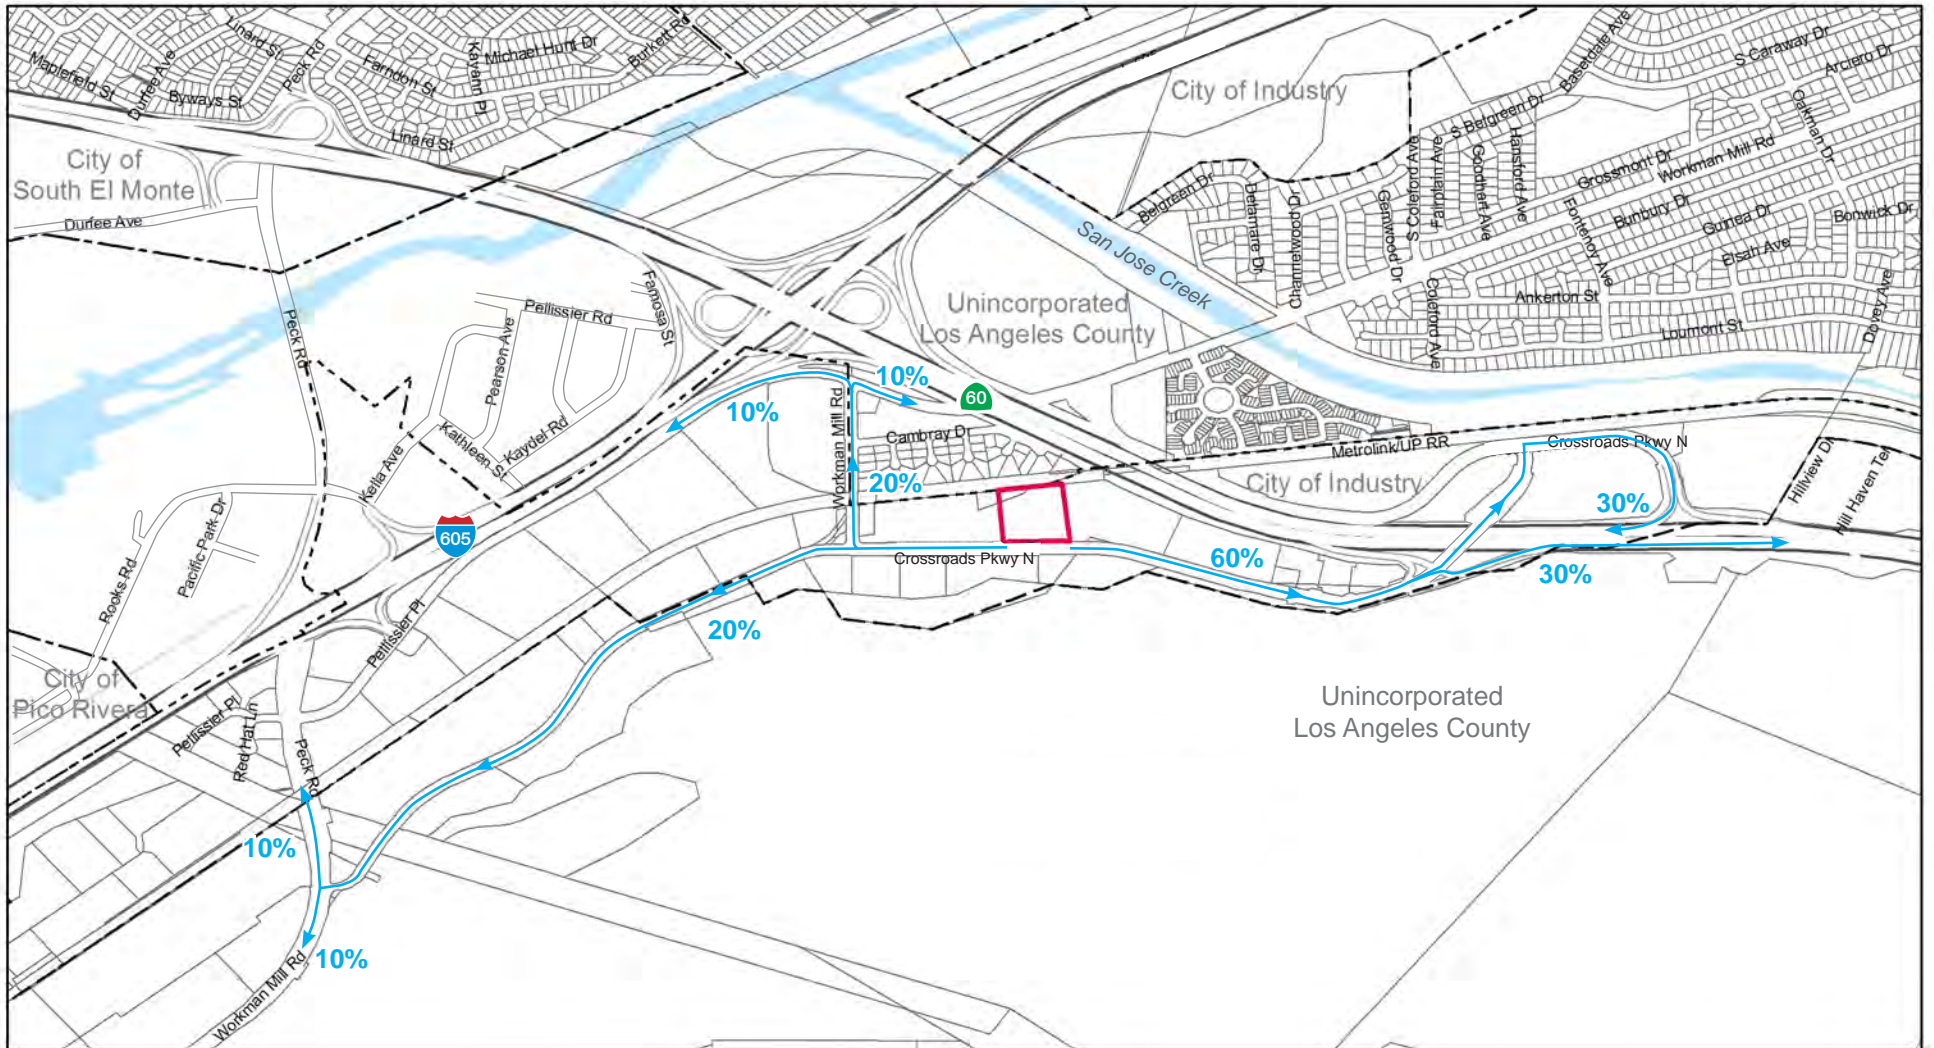 Linard St
Peck Rd
Michael Hunt Dr
Kavann Pl
Burkett Rd
Maplefield St
Durfee Ave
Byways St
Farndon St
Linard St
City of
South El Monte
Durfee Ave
City of Industry
Basetdale Ave
S Caraway Dr
Arciero Dr
S Belgreen Dr
Oakman Dr
Hansford Ave
Goodhart Ave
Fairplain Ave
S Coleford Ave
Grossmont Dr
Workman Mill Rd
Belgreen Dr
Delamare Dr
Channelwood Dr
Gemwood Dr
Fortenoy Ave
Bunbury Dr
Guinea Dr
Bonwick Dr
Elsah Ave
San Jose Creek
Ankerton St
Coleford Ave
Loumont St
Dovery Ave
Famosa St
Pellissier Rd
Peck Rd
Pearson Ave
Unincorporated
Los Angeles County
10%
60
10%
Workman Mill Rd
Cambray Dr
Kathleen St
Kaydel Rd
Kella Ave
Metrolink/UP RR
Crossroads Pkwy N
Hillview Dr
Hill Haven Ter
City of Industry
20%
30%
605
Pacific Park Dr
Rooks Rd
Crossroads Pkwy N
60%
30%
Pellissier Pl
20%
City of
Pico Rivera
Unincorporated
Los Angeles County
Pellissier Pl
Red Hat Ln
Peck Rd
10%
10%
Workman Mill Rd